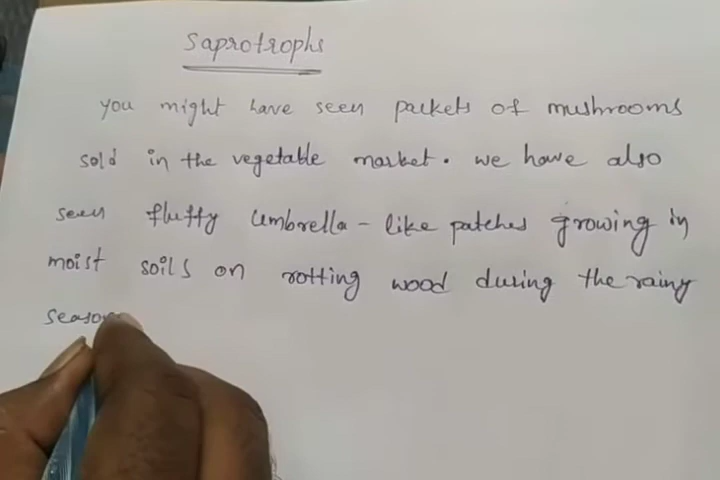 Saprotrophs
you might have seen packets of mushrooms
sold in the vegetable market. we have also
seen fluffy umbrella - like patches growing in
moist soils on rotting wood during the rainy
season